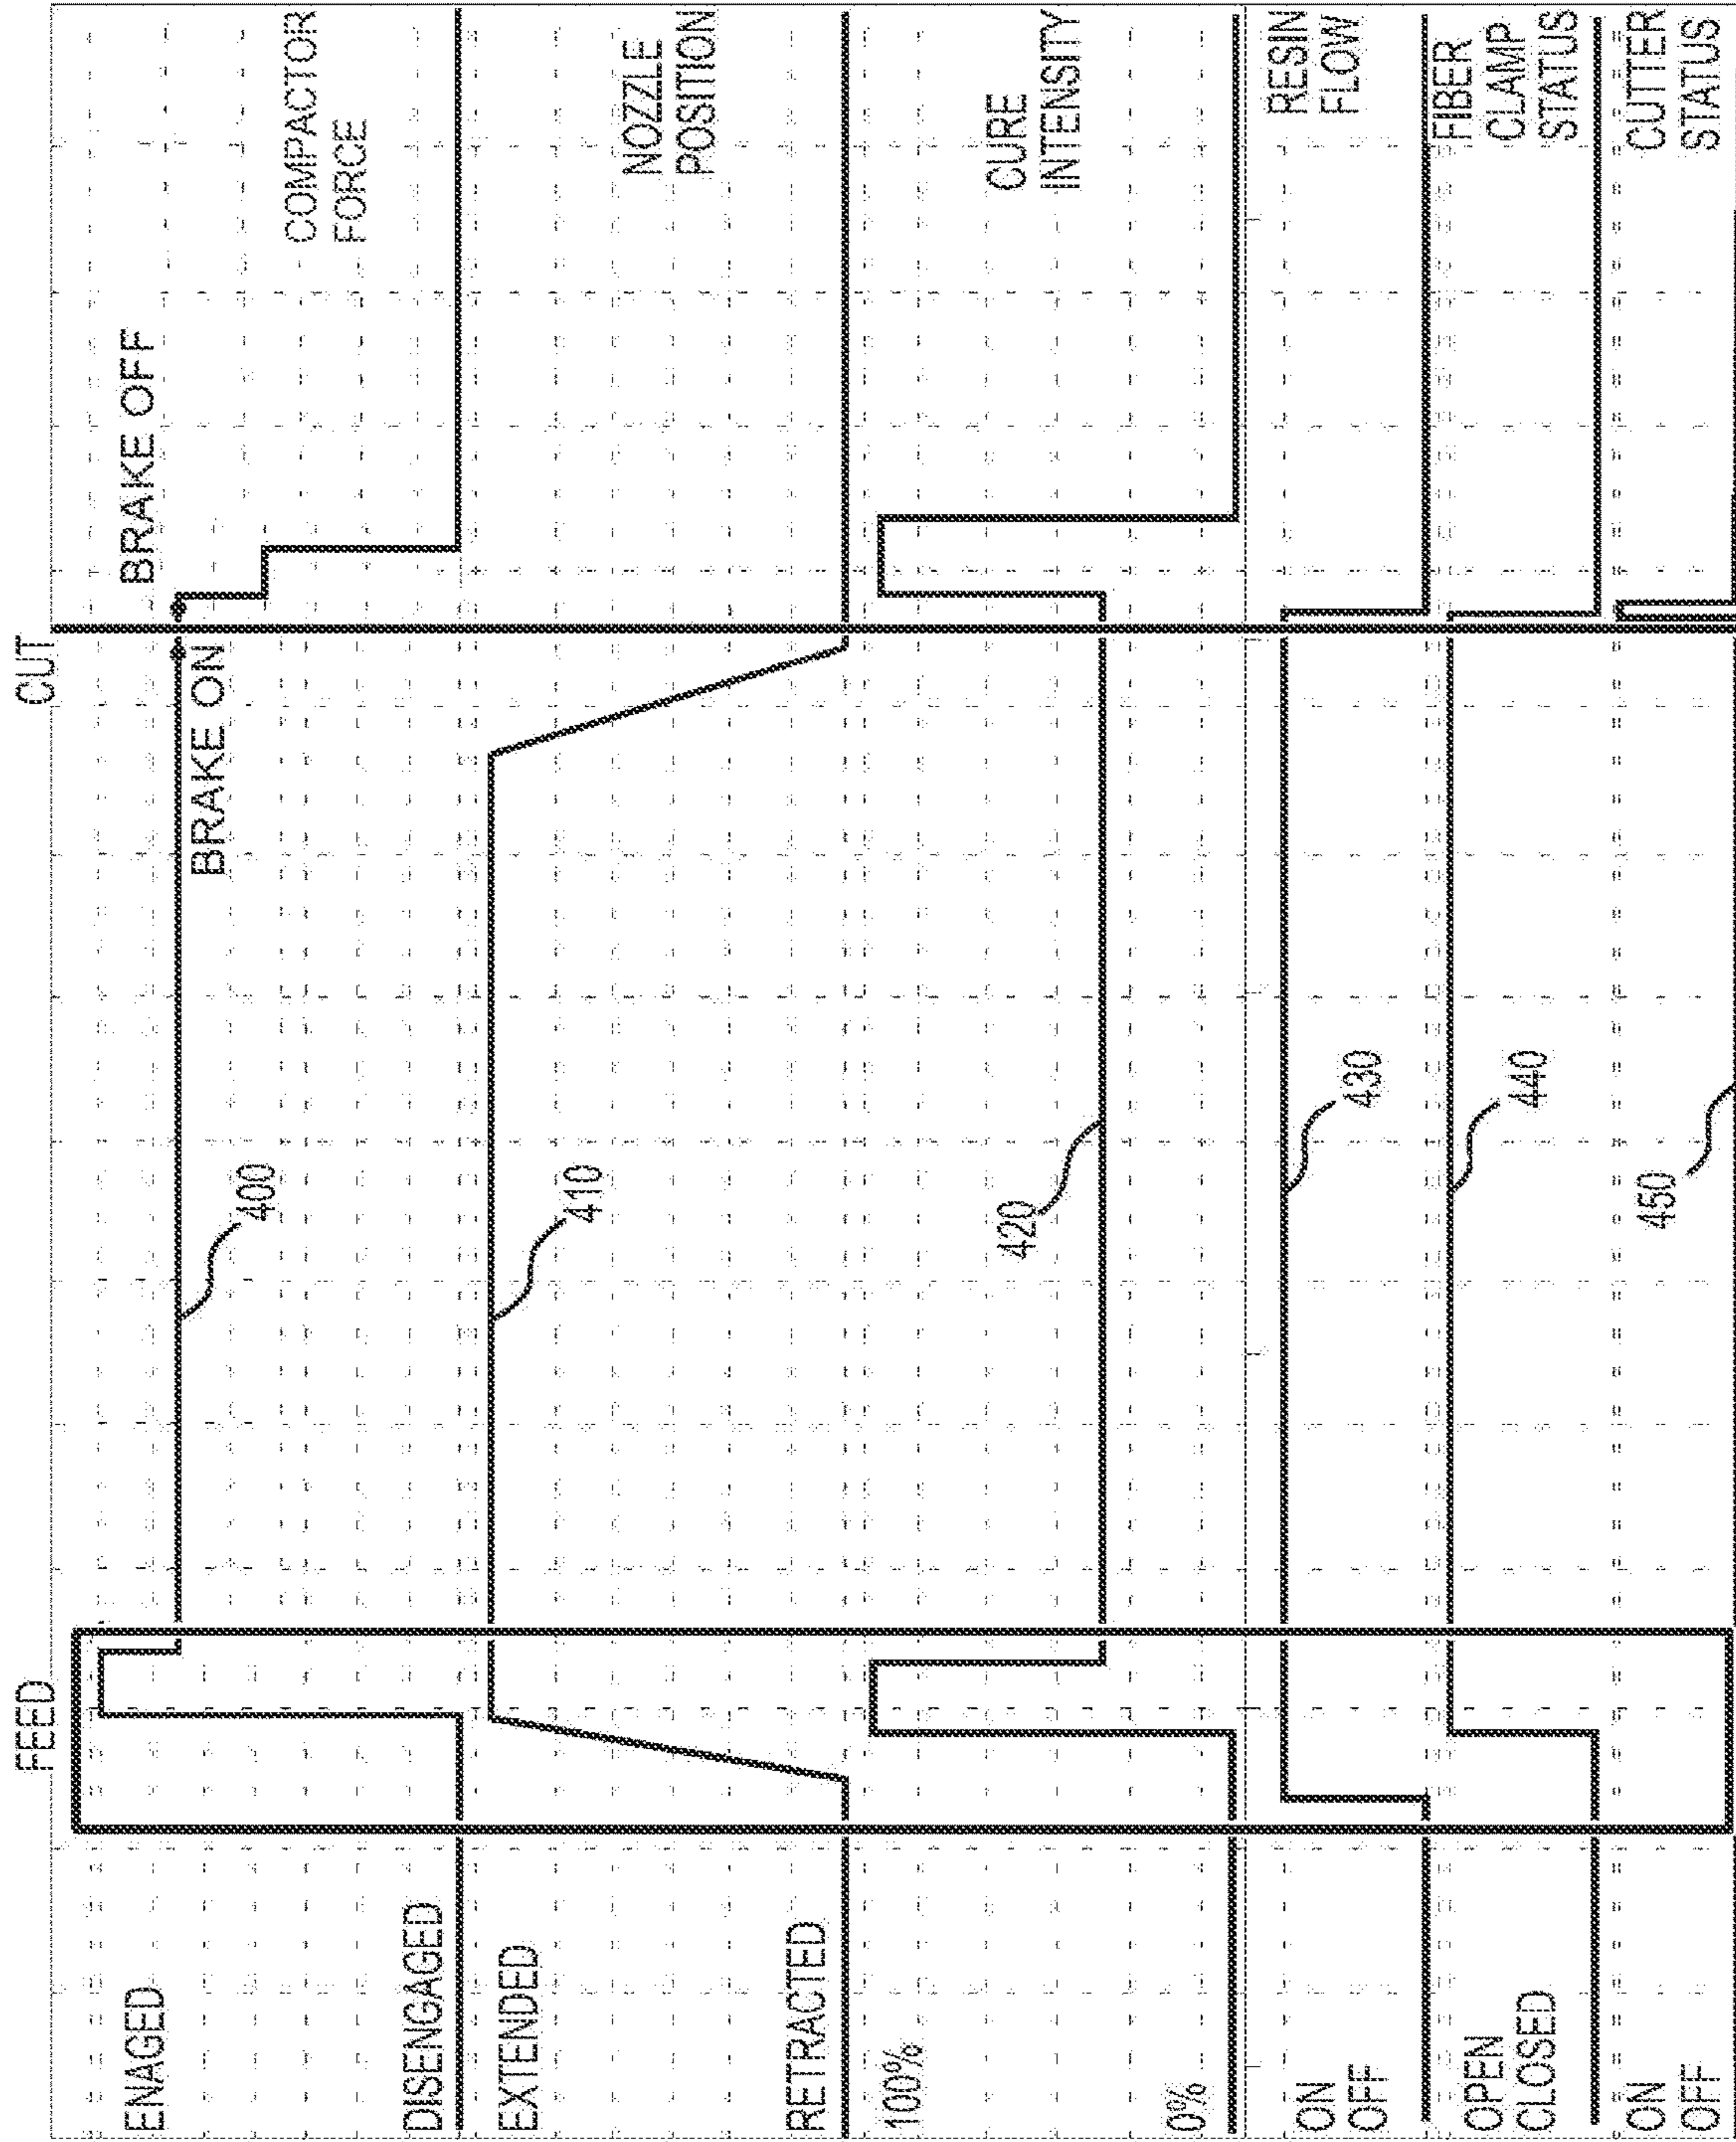 FEED
CUT
ENAGED
BRAKE ON
BRAKE OFF
400
COMPACTOR
FORCE
DISENGAGED
EXTENDED
410
NOZZLE
POSITION
RETRACTED
100%
420
CURE
INTENSITY
0%
ON
OFF
430
RESIN
FLOW
OPEN
CLOSED
440
FIBER
CLAMP
STATUS
ON
OFF
450
CUTTER
STATUS